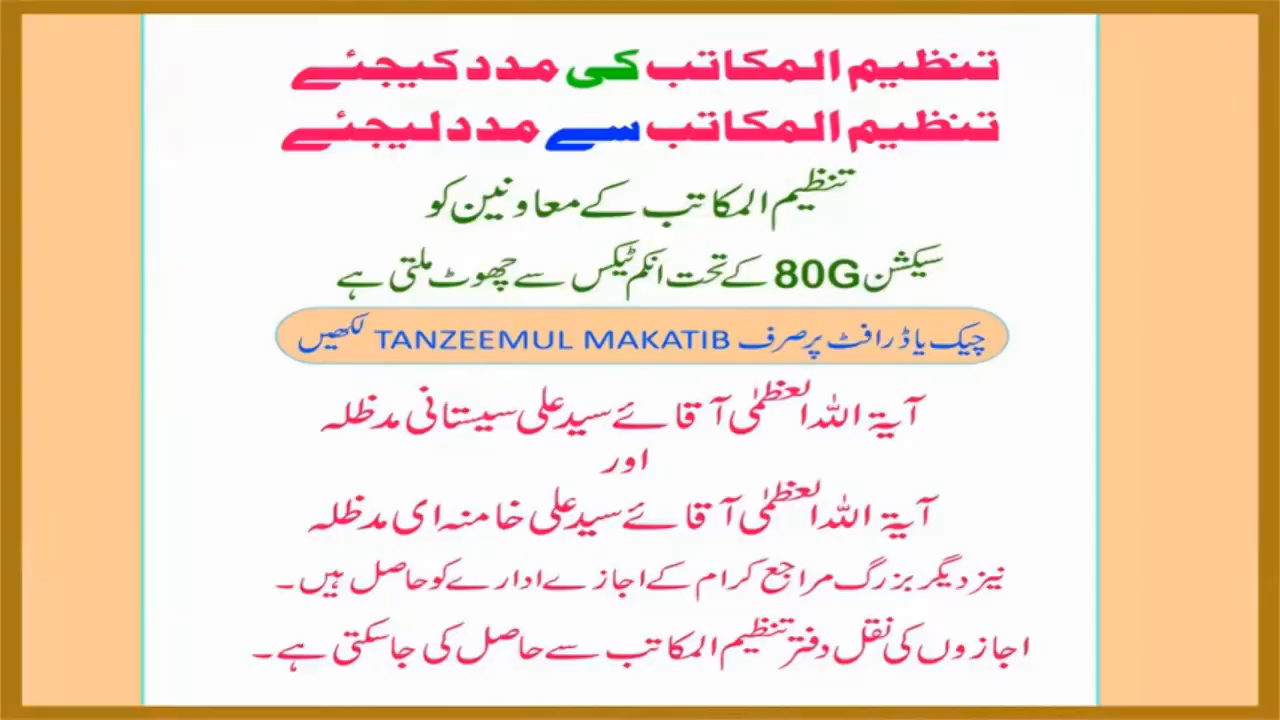 تنظیم المکاتب کی مدد کیجئے
تنظیم المکاتب سے مدد لیجئے
تنظیم المکاتب کے معاونین کو
سیکشن 80G کے تحت انکم ٹیکس سے چھوٹ ملتی ہے
چیک یا ڈرافٹ پر صرف TANZEEMUL MAKATIB لکھیں
آیۃ اللہ العظمٰی آقائے سید علی سیستانی مدظلہ
اور
آیۃ اللہ العظمٰی آقائے سید علی خامنہ ای مدظلہ
نیز دیگر بزرگ مراجع کرام کے اجازے ادارے کو حاصل ہیں۔
اجازوں کی نقل دفتر تنظیم المکاتب سے حاصل کی جاسکتی ہے۔